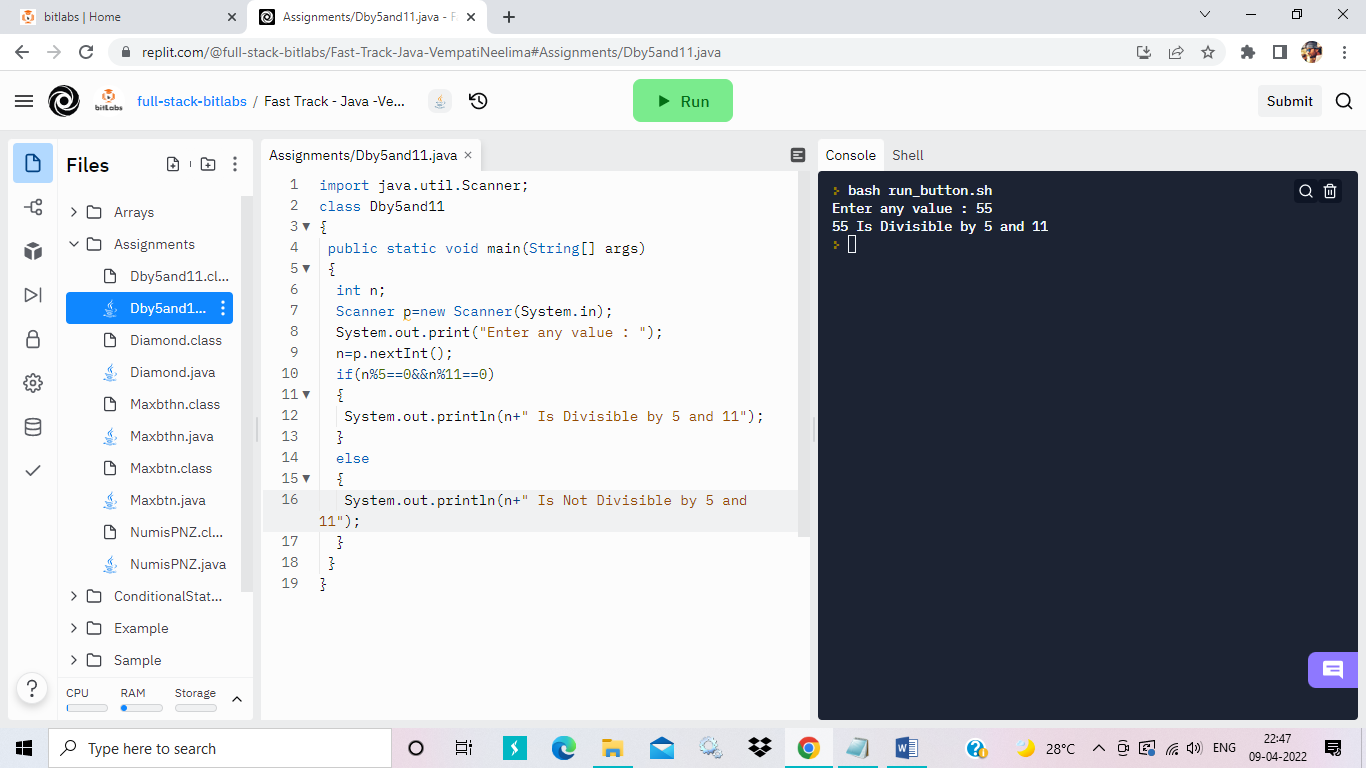 bitlabs | Home
Assignments/Dby5and11.java - F
replit.com/@full-stack-bitlabs/Fast-Track-Java-VempatiNeelima#Assignments/Dby5and11.java
bitLabs
full-stack-bitlabs / Fast Track - Java -Ve...
Run
Submit
Files
Arrays
Assignments
Dby5and11.cl...
Dby5and1...
Diamond.class
Diamond.java
Maxbthn.class
Maxbthn.java
Maxbtn.class
Maxbtn.java
NumisPNZ.cl...
NumisPNZ.java
ConditionalStat...
Example
Sample
CPU RAM Storage
?
Assignments/Dby5and11.java
1 import java.util.Scanner;
2 class Dby5and11
3 {
4 public static void main(String[] args)
5 {
6 int n;
7 Scanner p=new Scanner(System.in);
8 System.out.print("Enter any value : ");
9 n=p.nextInt();
10 if(n%5==0&&n%11==0)
11 {
12 System.out.println(n+" Is Divisible by 5 and 11");
13 }
14 else
15 {
16 System.out.println(n+" Is Not Divisible by 5 and
11");
17 }
18 }
19 }
Console Shell
bash run_button.sh
Enter any value : 55
55 Is Divisible by 5 and 11
Type here to search
28°C
ENG
22:47
09-04-2022